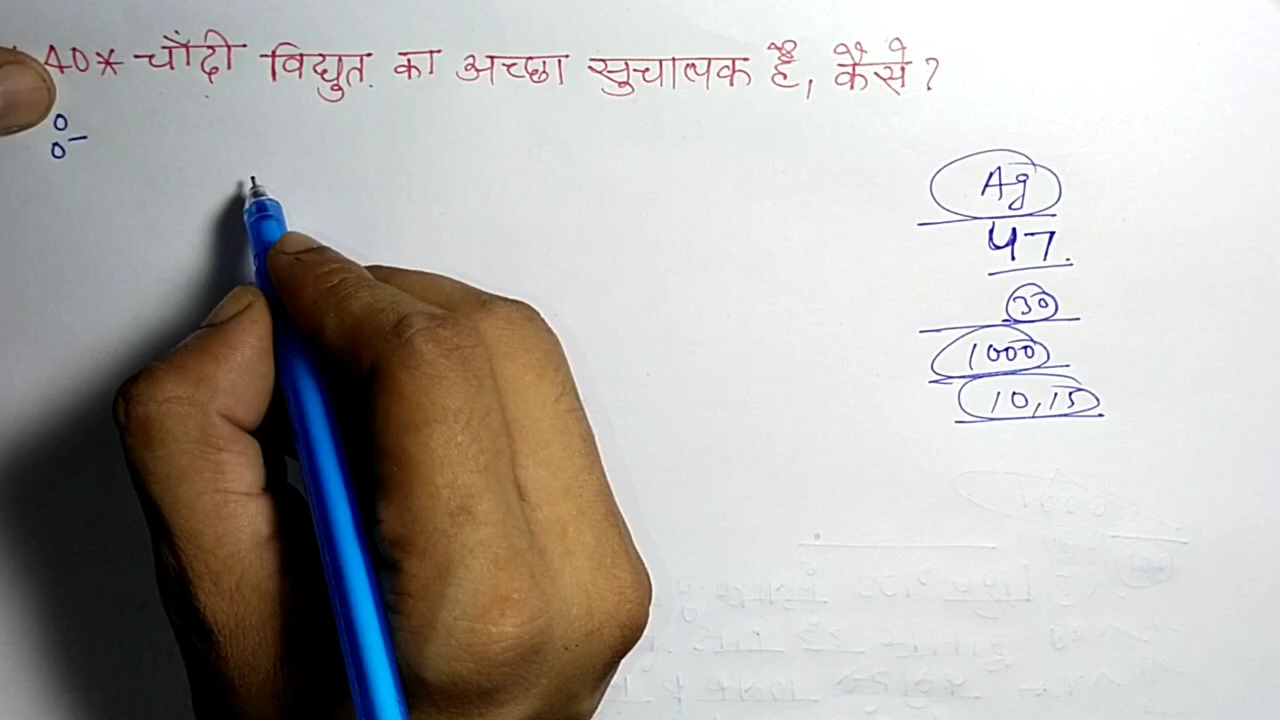 40* चाँदी विद्युत का अच्छा सुचालक है, कैसे?
Ag
47.
30
1000
10,15